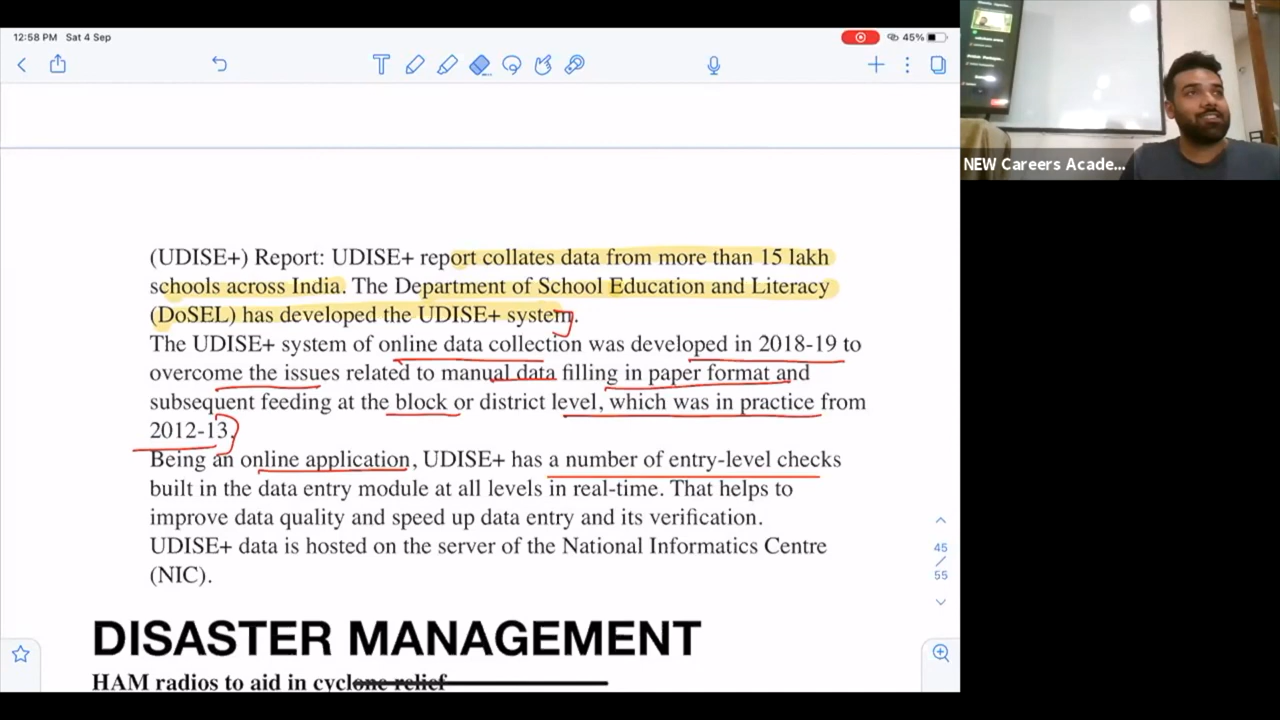 12:58 PM Sat 4 Sep
45%
NEW Careers Acade...
(UDISE+) Report: UDISE+ report collates data from more than 15 lakh
schools across India. The Department of School Education and Literacy
(DoSEL) has developed the UDISE+ system.
The UDISE+ system of online data collection was developed in 2018-19 to
overcome the issues related to manual data filling in paper format and
subsequent feeding at the block or district level, which was in practice from
2012-13.
Being an online application, UDISE+ has a number of entry-level checks
built in the data entry module at all levels in real-time. That helps to
improve data quality and speed up data entry and its verification.
UDISE+ data is hosted on the server of the National Informatics Centre
(NIC).
45
/
55
DISASTER MANAGEMENT
HAM radios to aid in cyclone relief